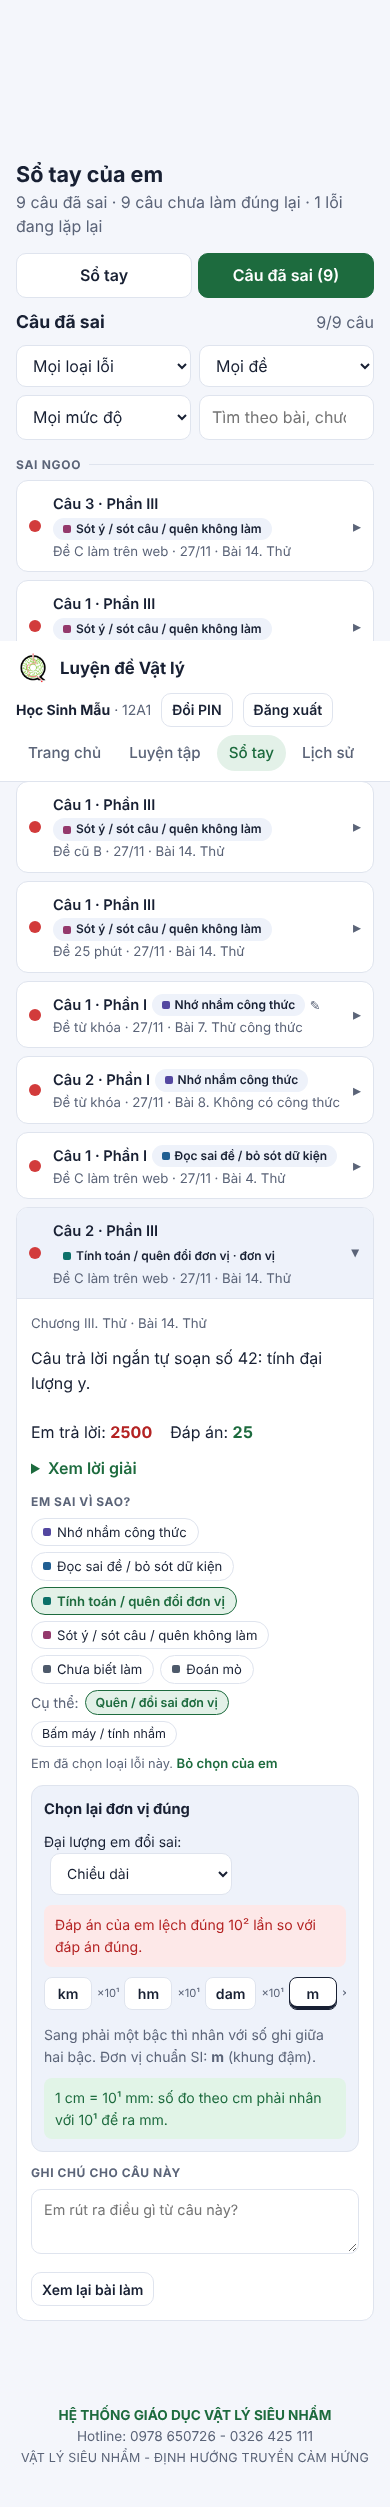 Sổ tay của em
9 câu đã sai · 9 câu chưa làm đúng lại · 1 lỗi
đang lặp lại
Sổ tay
Câu đã sai (9)
Câu đã sai
9/9 câu
Mọi loại lỗi
Mọi đề
Mọi mức độ
Tìm theo bài, chươ
SAI NGOO
Câu 3 · Phần III
Sót ý / sót câu / quên không làm
Đề C làm trên web · 27/11 · Bài 14. Thử
Câu 1 · Phần III
Sót ý / sót câu / quên không làm
Luyện đề Vật lý
Học Sinh Mẫu · 12A1
Đổi PIN
Đăng xuất
Trang chủ
Luyện tập
Sổ tay
Lịch sử
Câu 1 · Phần III
Sót ý / sót câu / quên không làm
Đề cũ B · 27/11 · Bài 14. Thử
Câu 1 · Phần III
Sót ý / sót câu / quên không làm
Đề 25 phút · 27/11 · Bài 14. Thử
Câu 1 · Phần I Nhớ nhầm công thức ✎
Đề từ khóa · 27/11 · Bài 7. Thử công thức
Câu 2 · Phần I Nhớ nhầm công thức
Đề từ khóa · 27/11 · Bài 8. Không có công thức
Câu 1 · Phần I Đọc sai đề / bỏ sót dữ kiện
Đề C làm trên web · 27/11 · Bài 4. Thử
Câu 2 · Phần III
Tính toán / quên đổi đơn vị · đơn vị
Đề C làm trên web · 27/11 · Bài 14. Thử
Chương III. Thử · Bài 14. Thử
Câu trả lời ngắn tự soạn số 42: tính đại
lượng y.
Em trả lời: 2500 Đáp án: 25
Xem lời giải
EM SAI VÌ SAO?
Nhớ nhầm công thức
Đọc sai đề / bỏ sót dữ kiện
Tính toán / quên đổi đơn vị
Sót ý / sót câu / quên không làm
Chưa biết làm
Đoán mò
Cụ thể: Quên / đổi sai đơn vị
Bấm máy / tính nhầm
Em đã chọn loại lỗi này. Bỏ chọn của em
Chọn lại đơn vị đúng
Đại lượng em đổi sai:
Chiều dài
Đáp án của em lệch đúng 10² lần so với
đáp án đúng.
km ×10¹ hm ×10¹ dam ×10¹ m
Sang phải một bậc thì nhân với số ghi giữa
hai bậc. Đơn vị chuẩn SI: m (khung đậm).
1 cm = 10¹ mm: số đo theo cm phải nhân
với 10¹ để ra mm.
GHI CHÚ CHO CÂU NÀY
Em rút ra điều gì từ câu này?
Xem lại bài làm
HỆ THỐNG GIÁO DỤC VẬT LÝ SIÊU NHẨM
Hotline: 0978 650726 - 0326 425 111
VẬT LÝ SIÊU NHẨM - ĐỊNH HƯỚNG TRUYỀN CẢM HỨNG